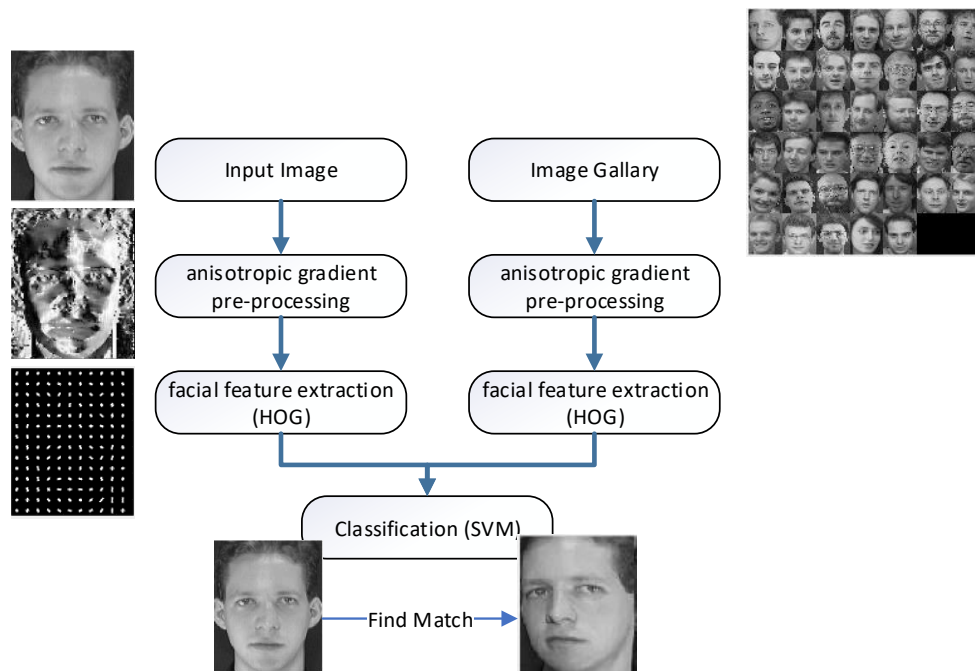 Input Image
Image Gallary
anisotropic gradient
pre-processing
anisotropic gradient
pre-processing
facial feature extraction
(HOG)
facial feature extraction
(HOG)
Classification (SVM)
Find Match